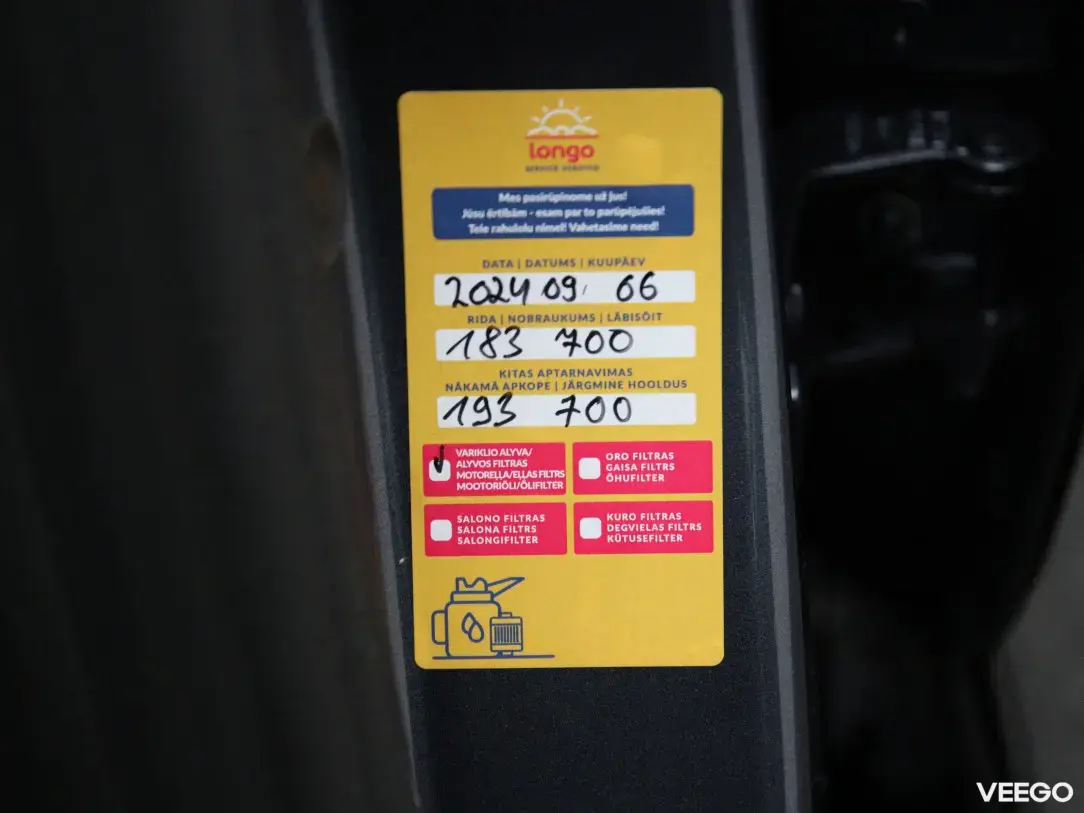 longo
Mes pasirūpinome už jus!
Jūsu ērtībām - esam par to parūpējušies!
Teie rahulolu nimel! Vahetasime need!
DATA | DATUMS | KUUPÄEV
2024 09 06
RIDA | NOBRAUKUMS | LÄBISÕIT
183 700
KITAS APTARNAVIMAS
NĀKAMĀ APKOPE | JÄRGMINE HOOLDUS
193 700
VARIKLIO ALYVA/
ALYVOS FILTRAS
MOTOREĻĻA/EĻĻAS FILTRS
MOOTORIÕLI/ÕLIFILTER
ORO FILTRAS
GAISA FILTRS
ÕHUFILTER
SALONO FILTRAS
SALONA FILTRS
SALONGIFILTER
KURO FILTRAS
DEGVIELAS FILTRS
KÜTUSEFILTER
VEEGO